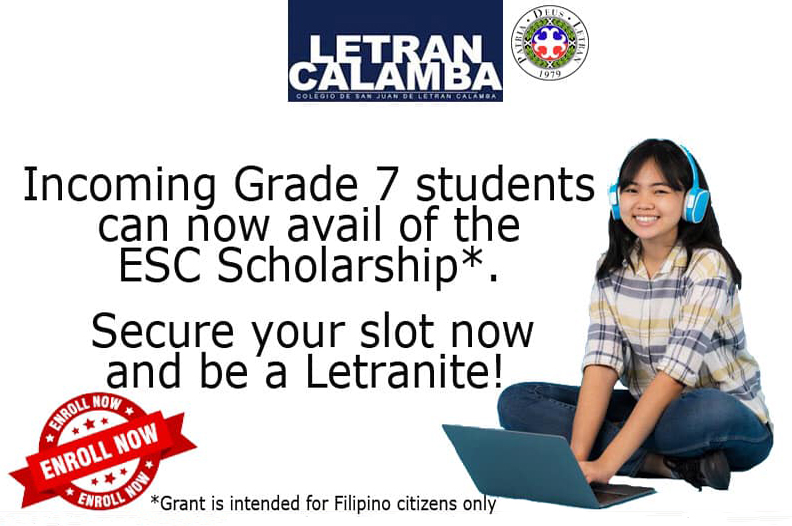 LETRAN
CALAMBA
COLEGIO DE SAN JUAN DE LETRAN CALAMBA
PATRIA · DEUS · LETRAN
1979
Incoming Grade 7 students
can now avail of the
ESC Scholarship*.
Secure your slot now
and be a Letranite!
ENROLL NOW
ENROLL NOW
ENROLL NOW
*Grant is intended for Filipino citizens only